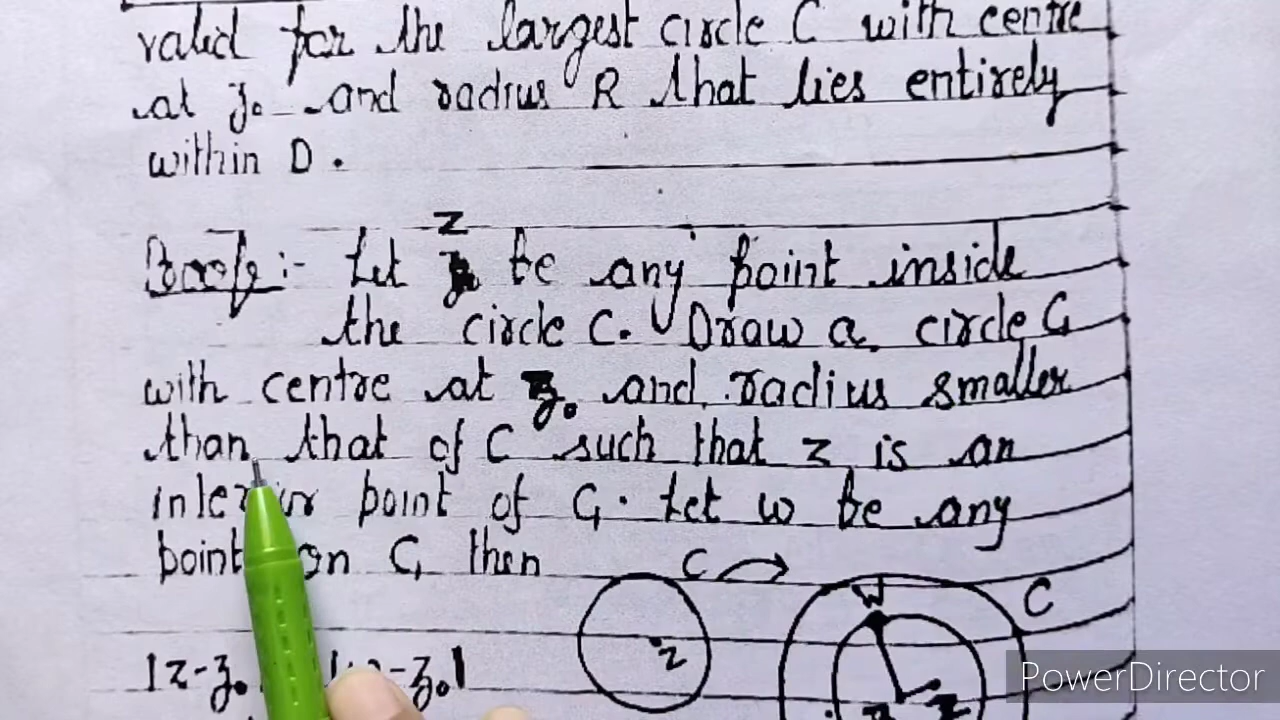 valid for the largest circle C with centre
at z₀ and radius R that lies entirely
within D.
Proof:- Let z be any point inside
the circle C. Draw a circle C₁
with centre at z₀ and radius smaller
than that of C such that z is an
point of C₁. Let w be any
point on C₁ then
C
W
C
z
|z-z₀ -z₀|
z
PowerDirector